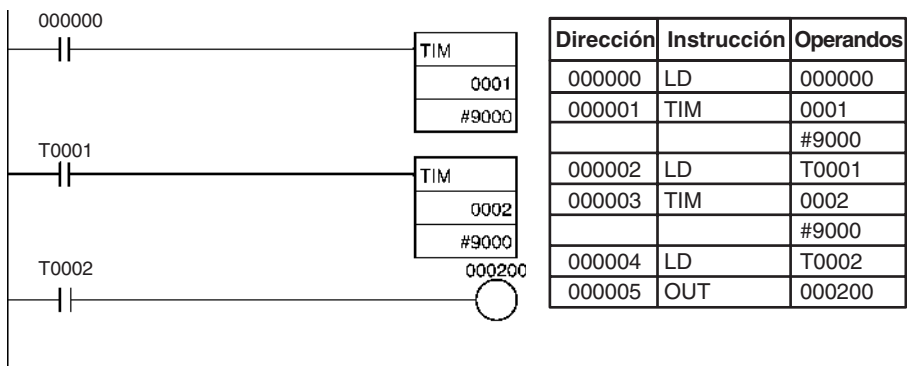 000000
TIM
0001
#9000
T0001
TIM
0002
#9000
T0002
000200
Dirección Instrucción Operandos
000000 LD 000000
000001 TIM 0001
#9000
000002 LD T0001
000003 TIM 0002
#9000
000004 LD T0002
000005 OUT 000200